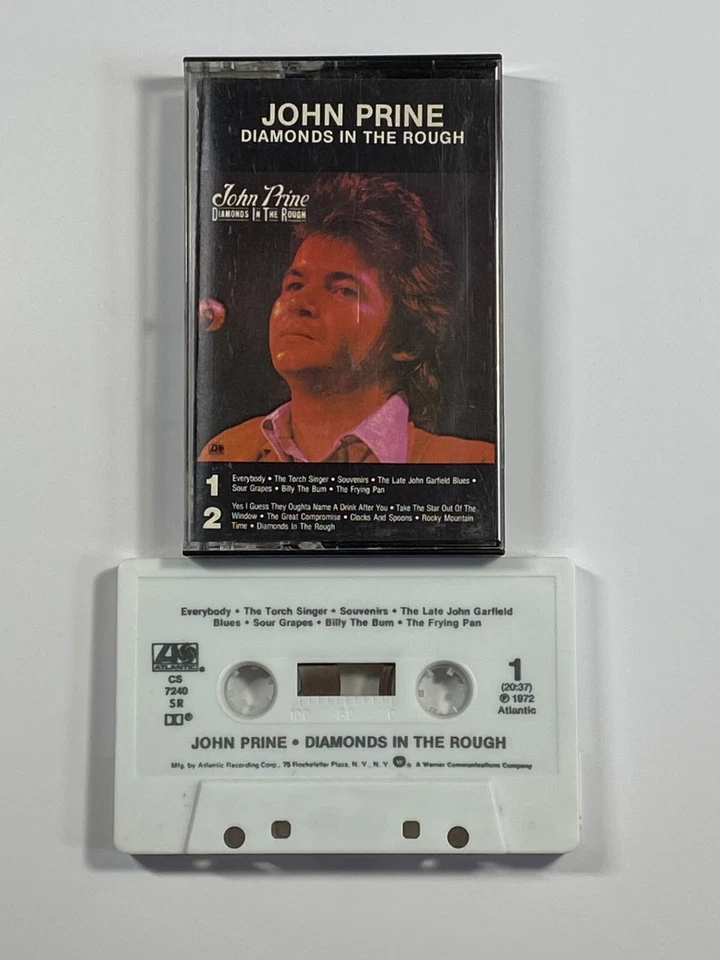 JOHN PRINE
DIAMONDS IN THE ROUGH
John Prine
DIAMONDS IN THE ROUGH
1
Everybody • The Torch Singer • Souvenirs • The Late John Garfield Blues •
Sour Grapes • Billy The Bum • The Frying Pan
2
Yes I Guess They Oughta Name A Drink After You • Take The Star Out Of The
Window • The Great Compromise • Clocks And Spoons • Rocky Mountain
Time • Diamonds In The Rough
Everybody • The Torch Singer • Souvenirs • The Late John Garfield
Blues • Sour Grapes • Billy The Bum • The Frying Pan
ATLANTIC
CS
7240
SR
1
(20:37)
℗ 1972
Atlantic
100 50 0
JOHN PRINE • DIAMONDS IN THE ROUGH
Mfg. by Atlantic Recording Corp., 75 Rockefeller Plaza, N. Y., N. Y. ® A Warner Communications Company